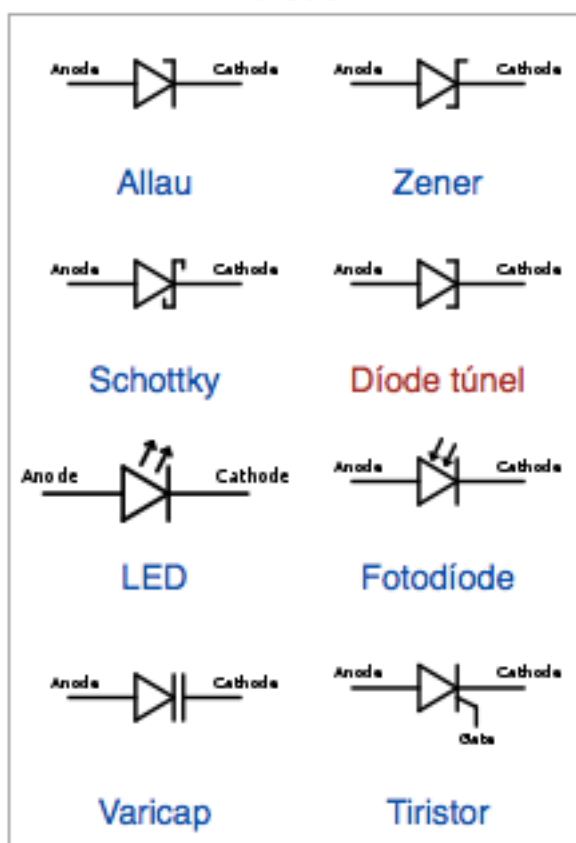 Anode Cathode Anode Cathode
Allau Zener
Anode Cathode Anode Cathode
Schottky Díode túnel
Anode Cathode Anode Cathode
LED Fotodíode
Anode Cathode Anode Cathode
Gate
Varicap Tiristor